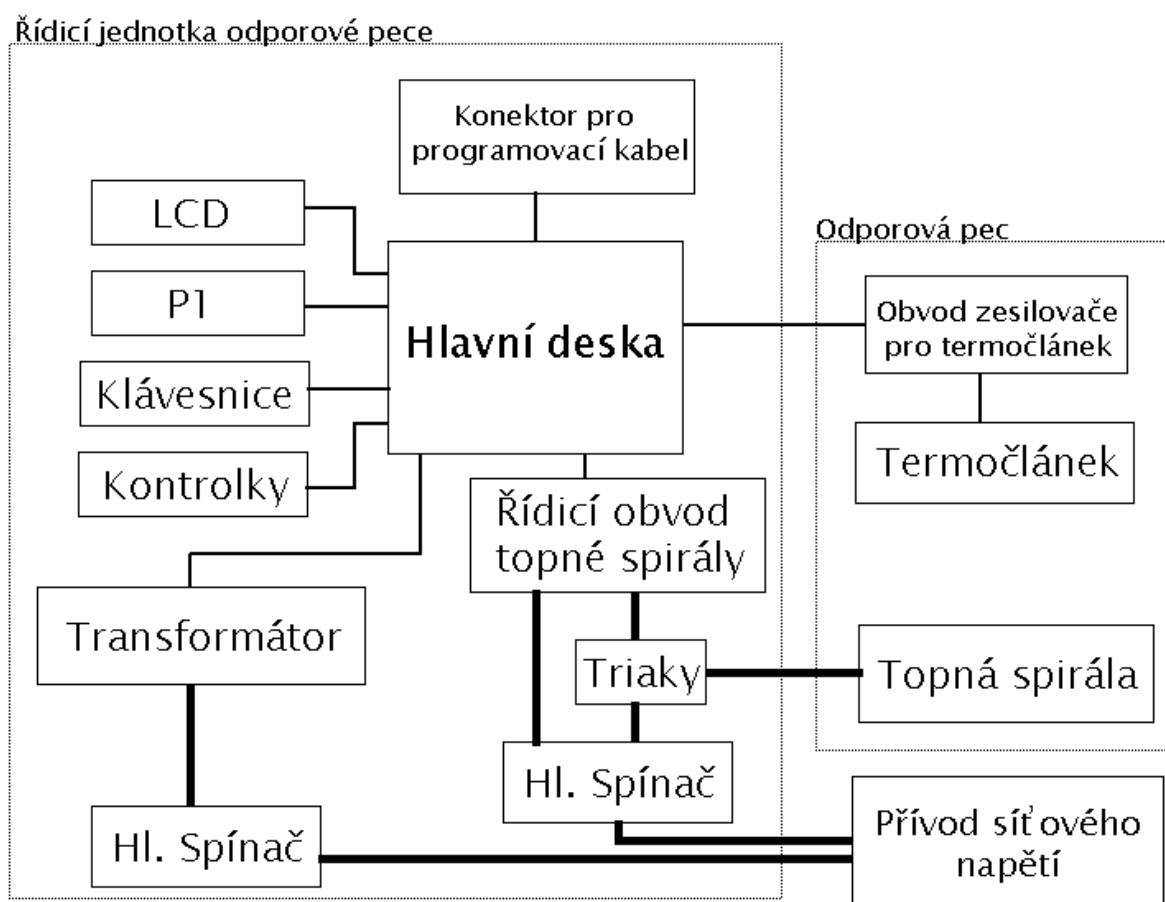 Řídicí jednotka odporové pece
Konektor pro
programovací kabel
LCD
P1
Klávesnice
Kontrolky
Hlavní deska
Odporová pec
Obvod zesilovače
pro termočlánek
Termočlánek
Řídicí obvod
topné spirály
Transformátor
Triaky
Topná spirála
Hl. Spínač
Hl. Spínač
Přívod síťového
napětí